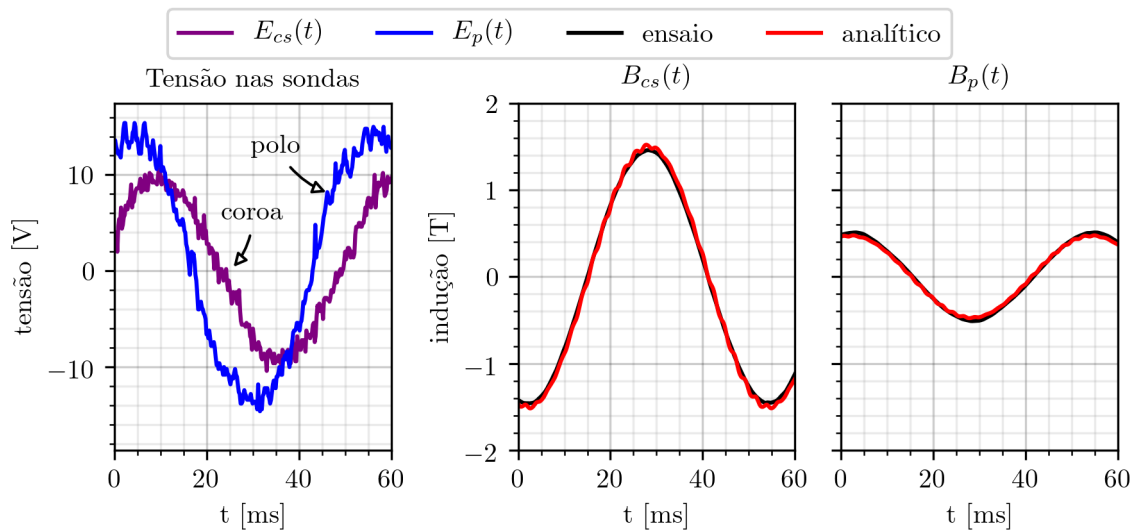 E_cs(t) E_p(t) ensaio analítico
Tensão nas sondas
tensão [V]
10
0
−10
polo
coroa
0 20 40 60
t [ms]
B_cs(t)
indução [T]
2
1
0
−1
−2
0 20 40 60
t [ms]
B_p(t)
0 20 40 60
t [ms]